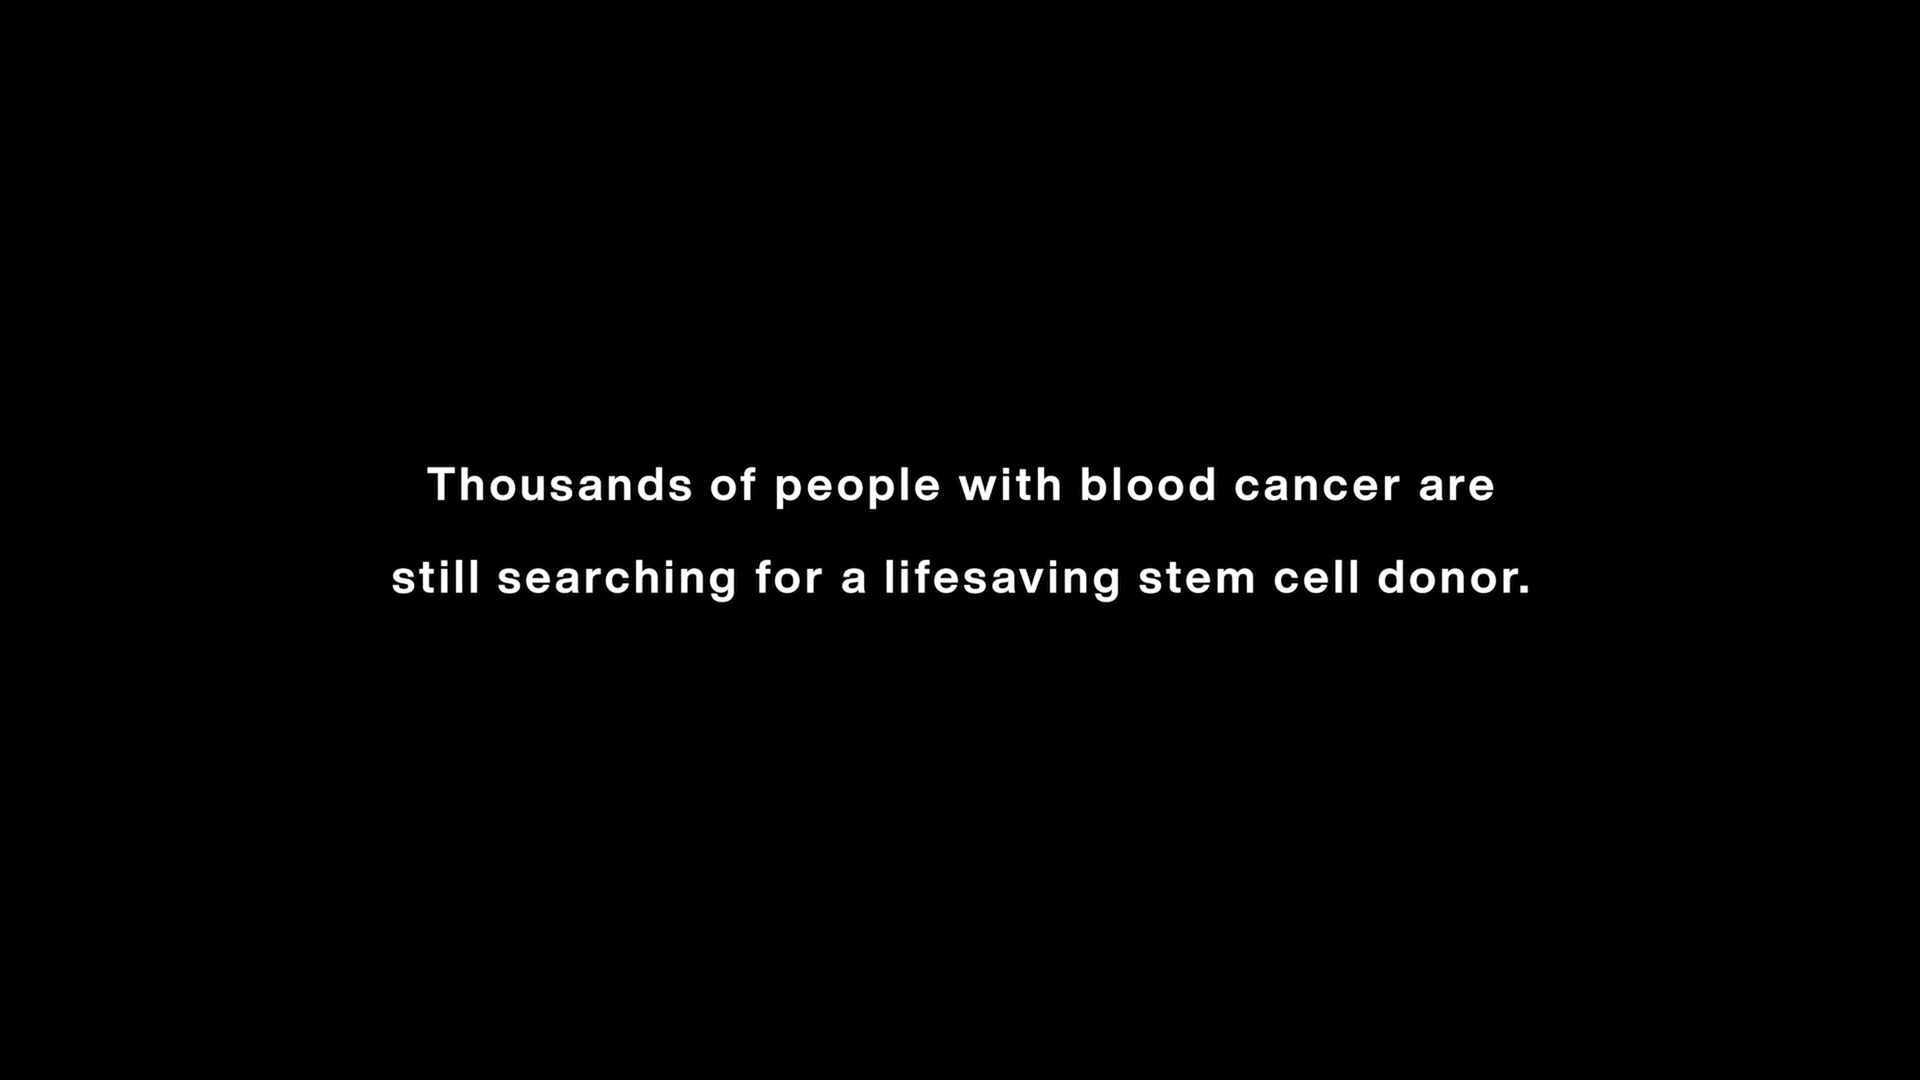 Thousands of people with blood cancer are
still searching for a lifesaving stem cell donor.